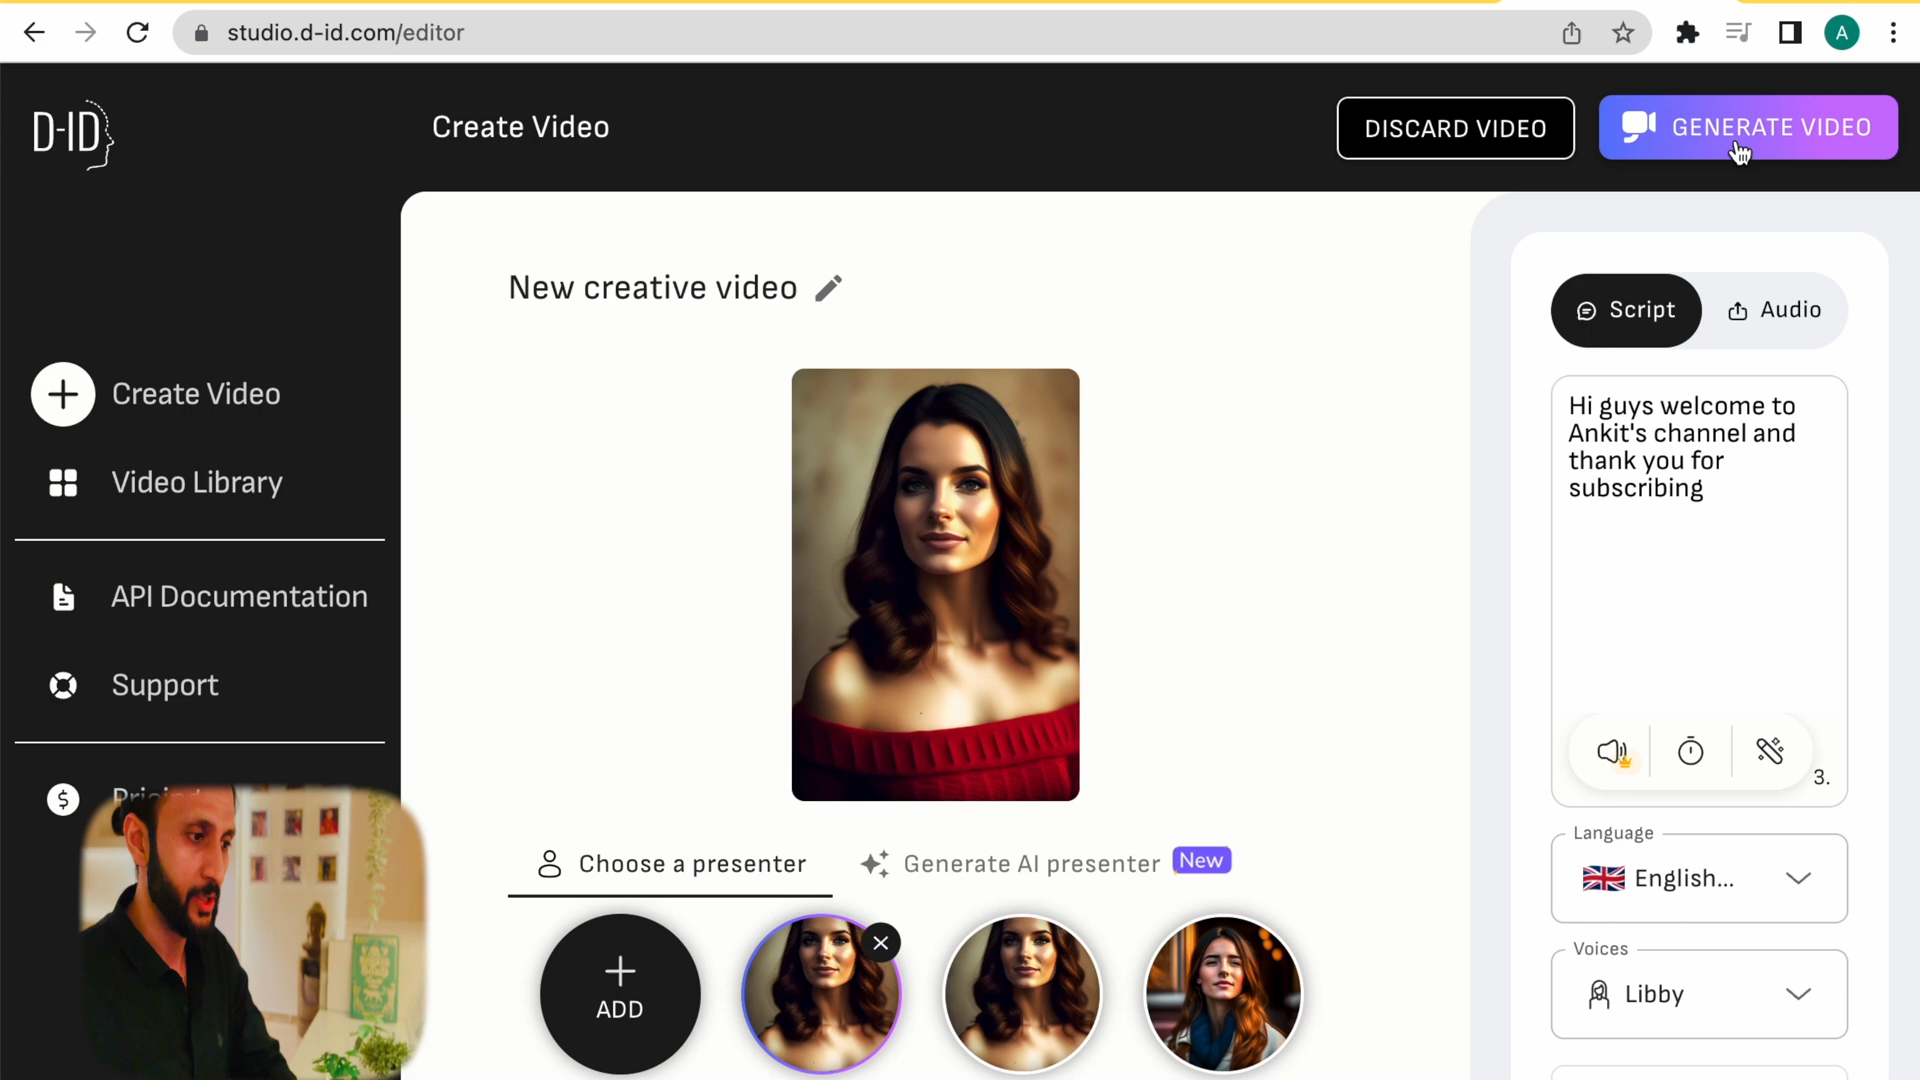 studio.d-id.com/editor
A
D-ID
Create Video
DISCARD VIDEO
GENERATE VIDEO
New creative video
Script
Audio
Hi guys welcome to
Ankit's channel and
thank you for
subscribing
3.
Create Video
Video Library
API Documentation
Support
$
Pricing
Language
English...
Voices
Libby
Choose a presenter
Generate AI presenter
New
ADD